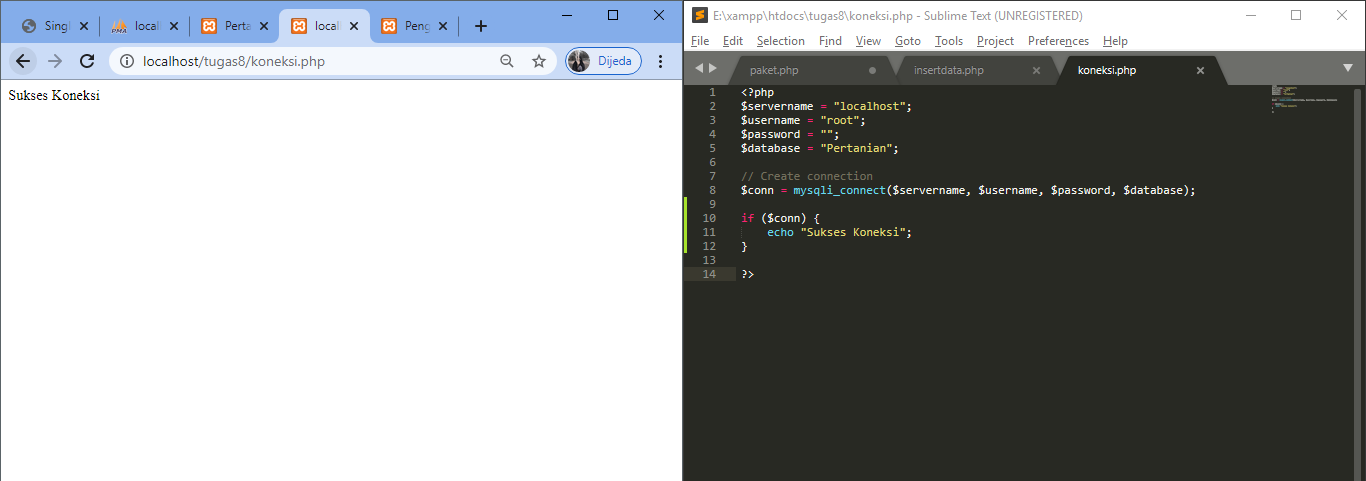 Singl
locall
Perta
locall
Peng
localhost/tugas8/koneksi.php
Dijeda
Sukses Koneksi
E:\xampp\htdocs\tugas8\koneksi.php - Sublime Text (UNREGISTERED)
File Edit Selection Find View Goto Tools Project Preferences Help
paket.php
insertdata.php
koneksi.php
1 <?php
2 $servername = "localhost";
3 $username = "root";
4 $password = "";
5 $database = "Pertanian";
6
7 // Create connection
8 $conn = mysqli_connect($servername, $username, $password, $database);
9
10 if ($conn) {
11 echo "Sukses Koneksi";
12 }
13
14 ?>